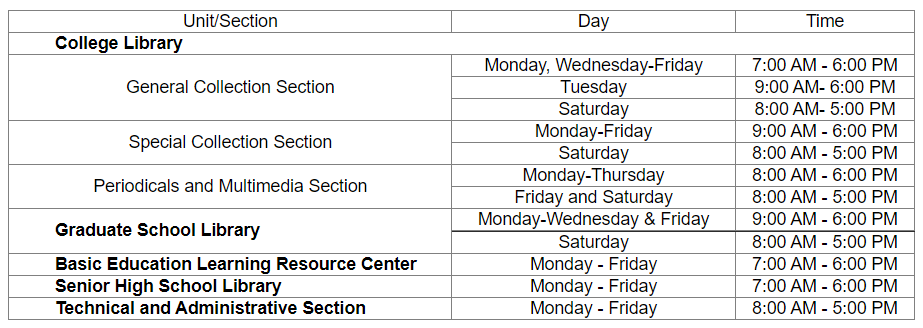 Unit/Section Day Time
College Library
General Collection Section Monday, Wednesday-Friday 7:00 AM - 6:00 PM
Tuesday 9:00 AM- 6:00 PM
Saturday 8:00 AM- 5:00 PM
Special Collection Section Monday-Friday 9:00 AM - 6:00 PM
Saturday 8:00 AM - 5:00 PM
Periodicals and Multimedia Section Monday-Thursday 8:00 AM - 6:00 PM
Friday and Saturday 8:00 AM - 5:00 PM
Graduate School Library Monday-Wednesday & Friday 9:00 AM - 6:00 PM
Saturday 8:00 AM - 5:00 PM
Basic Education Learning Resource Center Monday - Friday 7:00 AM - 6:00 PM
Senior High School Library Monday - Friday 7:00 AM - 6:00 PM
Technical and Administrative Section Monday - Friday 8:00 AM - 5:00 PM